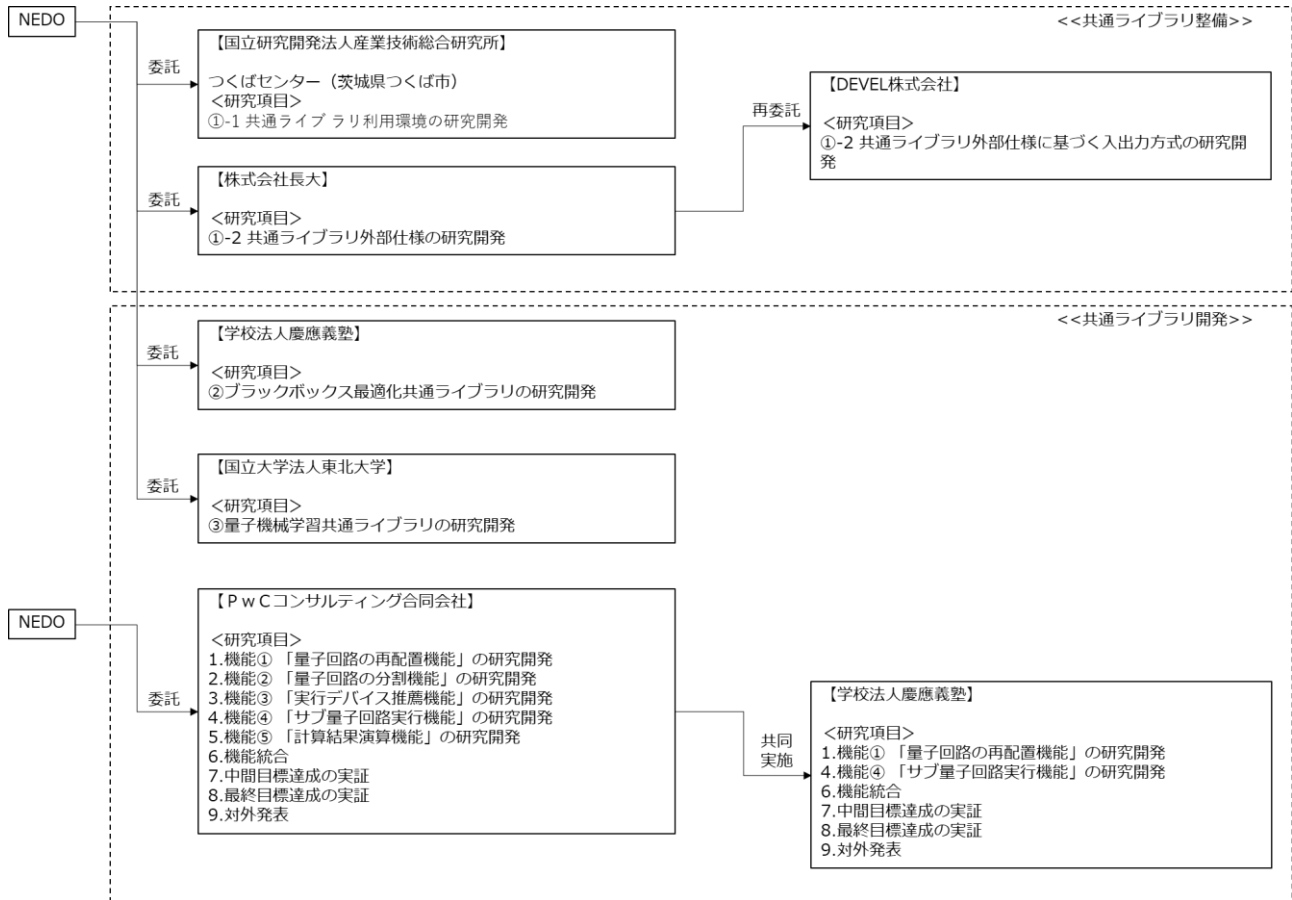 NEDO
<<共通ライブラリ整備>>
委託
【国立研究開発法人産業技術総合研究所】
つくばセンター（茨城県つくば市）
＜研究項目＞
①-1 共通ライブ ラリ利用環境の研究開発
再委託
【DEVEL株式会社】
＜研究項目＞
①-2 共通ライブラリ外部仕様に基づく入出力方式の研究開
発
委託
【株式会社長大】
＜研究項目＞
①-2 共通ライブラリ外部仕様の研究開発
<<共通ライブラリ開発>>
委託
【学校法人慶應義塾】
＜研究項目＞
②ブラックボックス最適化共通ライブラリの研究開発
委託
【国立大学法人東北大学】
＜研究項目＞
③量子機械学習共通ライブラリの研究開発
NEDO
委託
【ＰｗＣコンサルティング合同会社】
＜研究項目＞
1.機能① 「量子回路の再配置機能」の研究開発
2.機能② 「量子回路の分割機能」の研究開発
3.機能③ 「実行デバイス推薦機能」の研究開発
4.機能④ 「サブ量子回路実行機能」の研究開発
5.機能⑤ 「計算結果演算機能」の研究開発
6.機能統合
7.中間目標達成の実証
8.最終目標達成の実証
9.対外発表
共同
実施
【学校法人慶應義塾】
＜研究項目＞
1.機能① 「量子回路の再配置機能」の研究開発
4.機能④ 「サブ量子回路実行機能」の研究開発
6.機能統合
7.中間目標達成の実証
8.最終目標達成の実証
9.対外発表